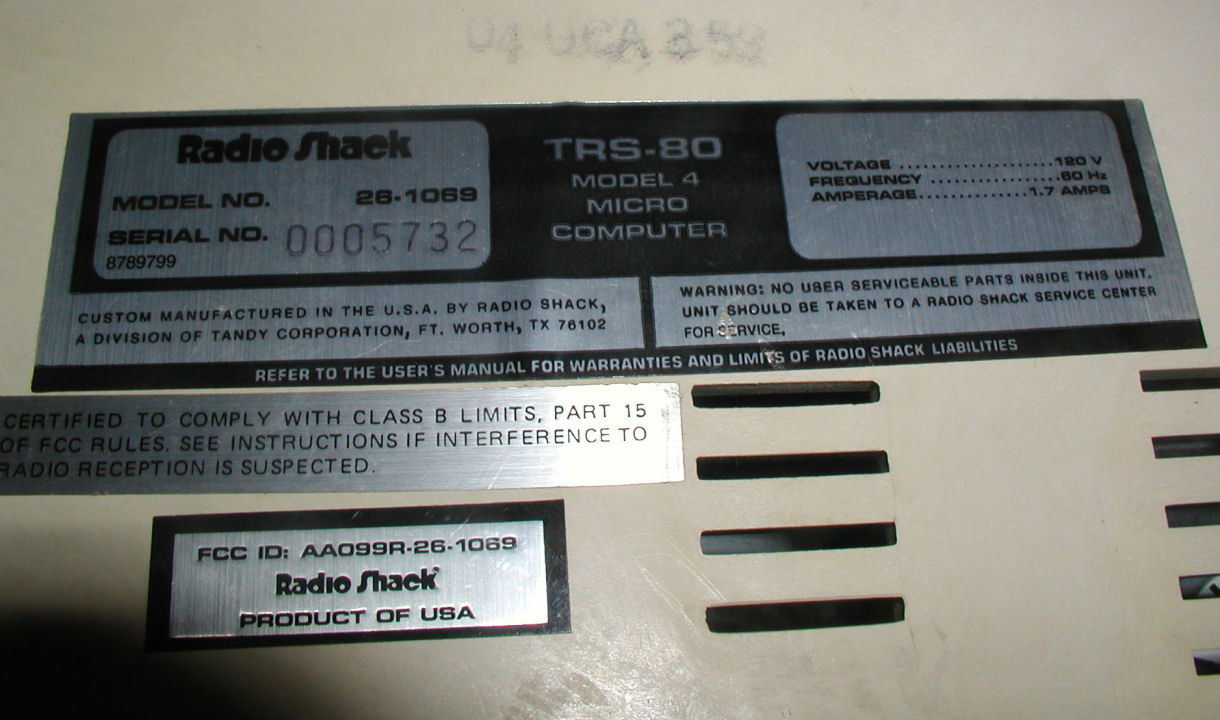 Radio Shack
MODEL NO. 26-1069
SERIAL NO. 0005732
8789799
TRS-80
MODEL 4
MICRO
COMPUTER
VOLTAGE ....................120 V
FREQUENCY .................60 Hz
AMPERAGE..............1.7 AMPS
CUSTOM MANUFACTURED IN THE U.S.A. BY RADIO SHACK,
A DIVISION OF TANDY CORPORATION, FT. WORTH, TX 76102
WARNING: NO USER SERVICEABLE PARTS INSIDE THIS UNIT.
UNIT SHOULD BE TAKEN TO A RADIO SHACK SERVICE CENTER
FOR SERVICE.
REFER TO THE USER'S MANUAL FOR WARRANTIES AND LIMITS OF RADIO SHACK LIABILITIES
CERTIFIED TO COMPLY WITH CLASS B LIMITS, PART 15
OF FCC RULES. SEE INSTRUCTIONS IF INTERFERENCE TO
RADIO RECEPTION IS SUSPECTED.
FCC ID: AAO99R-26-1069
Radio Shack
PRODUCT OF USA